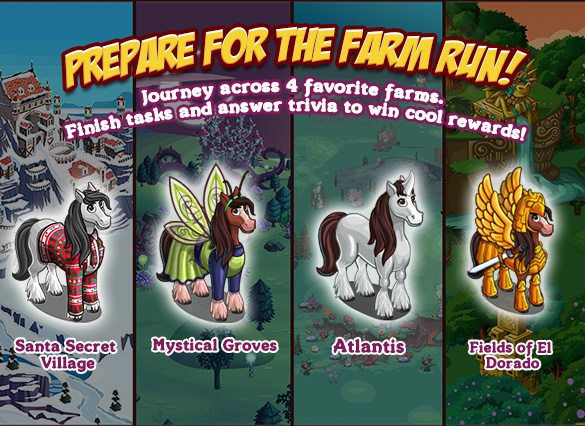 PREPARE FOR THE FARM RUN!
Journey across 4 favorite farms.
Finish tasks and answer trivia to win cool rewards!
Santa Secret
Village
Mystical Groves
Atlantis
Fields of El
Dorado